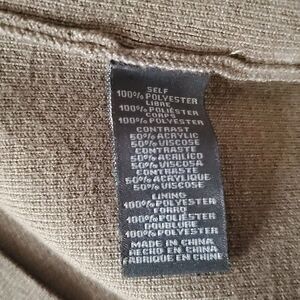 SELF
100% POLYESTER
LIBRE
100% POLIÉSTER
CORPS
100% POLYESTER
CONTRAST
50% ACRYLIC
50% VISCOSE
CONTRASTE
50% ACRILICO
50% VISCOSA
CONTRASTE
50% ACRYLIQUE
50% VISCOSE
LINING
100% POLYESTER
FORRO
100% POLIÉSTER
DOUBLURE
100% POLYESTER
MADE IN CHINA
HECHO EN CHINA
FABRIQUE EN CHINE